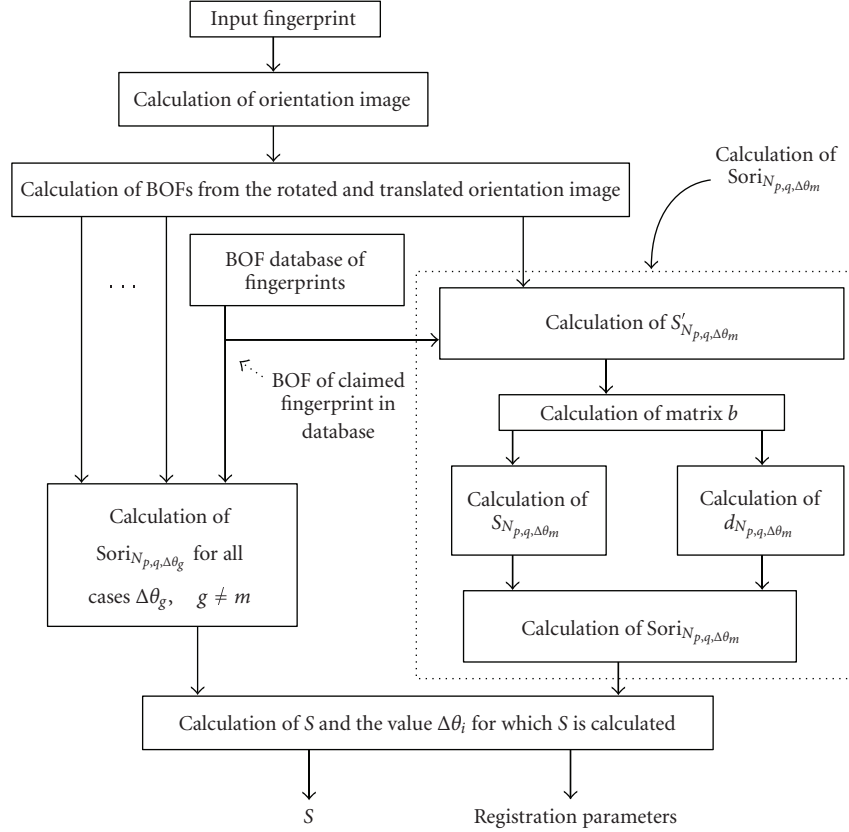 Input fingerprint
Calculation of orientation image
Calculation of BOFs from the rotated and translated orientation image
Calculation of
Sori_{N_{p,q,Δθ_m}}
BOF database of
fingerprints
. . .
Calculation of S′_{N_{p,q,Δθ_m}}
BOF of claimed
fingerprint in
database
Calculation of matrix b
Calculation of
S_{N_{p,q,Δθ_m}}
Calculation of
d_{N_{p,q,Δθ_m}}
Calculation of
Sori_{N_{p,q,Δθ_g}} for all
cases Δθ_g, g ≠ m
Calculation of Sori_{N_{p,q,Δθ_m}}
Calculation of S and the value Δθ_i for which S is calculated
S
Registration parameters